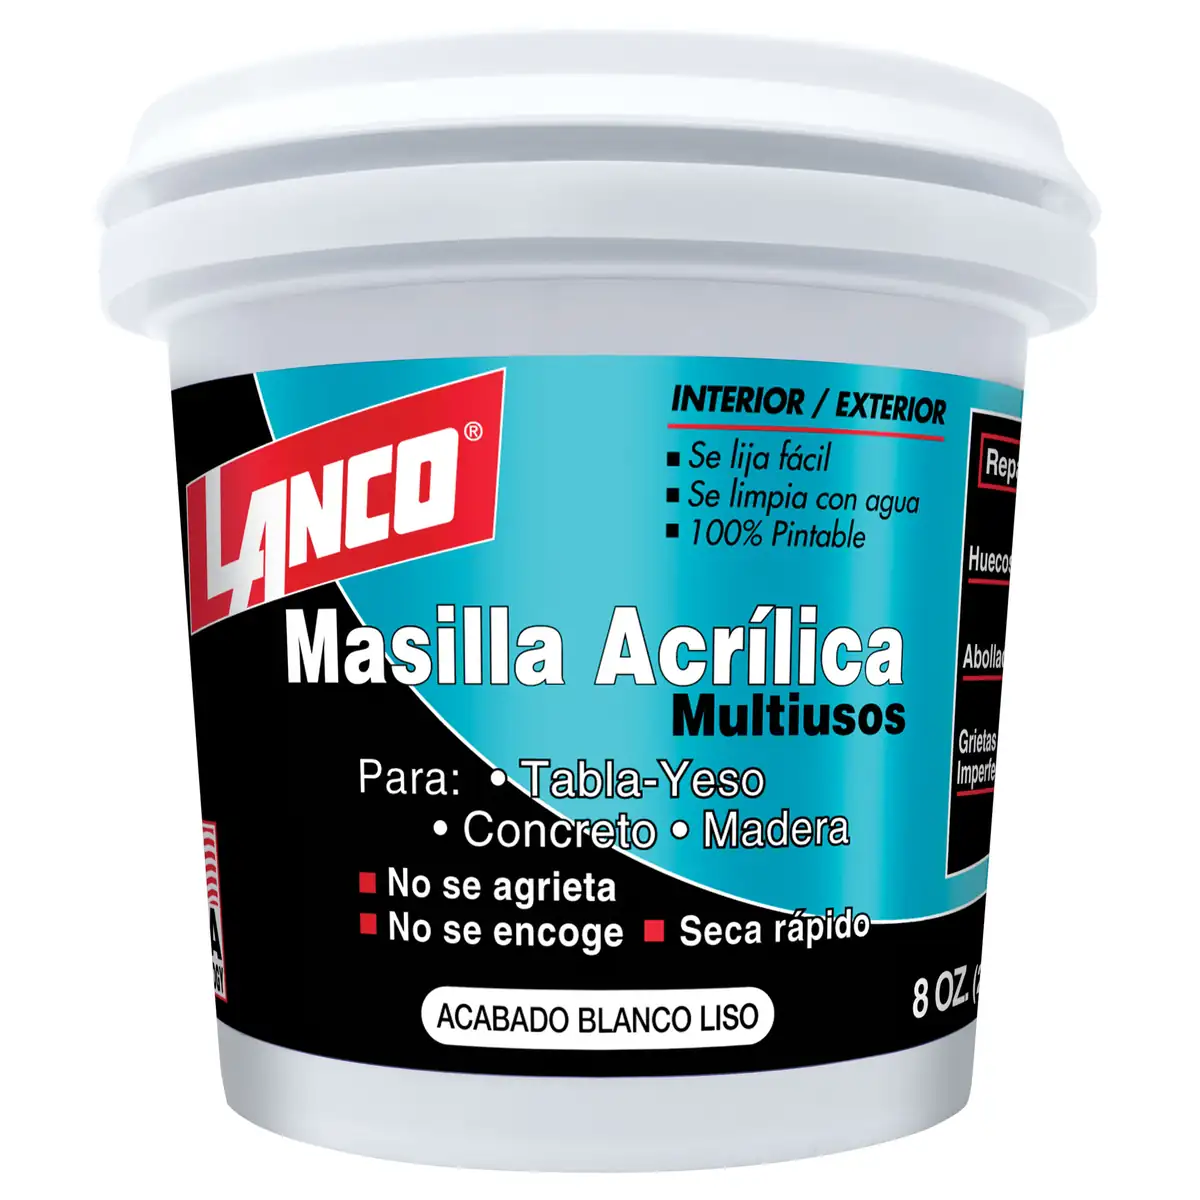 LANCO®
INTERIOR / EXTERIOR
▪ Se lija fácil
▪ Se limpia con agua
▪ 100% Pintable
Masilla Acrílica
Multiusos
Para: • Tabla-Yeso
• Concreto • Madera
▪ No se agrieta
▪ No se encoge ▪ Seca rápido
ACABADO BLANCO LISO
8 OZ.
Huecos
Grietas